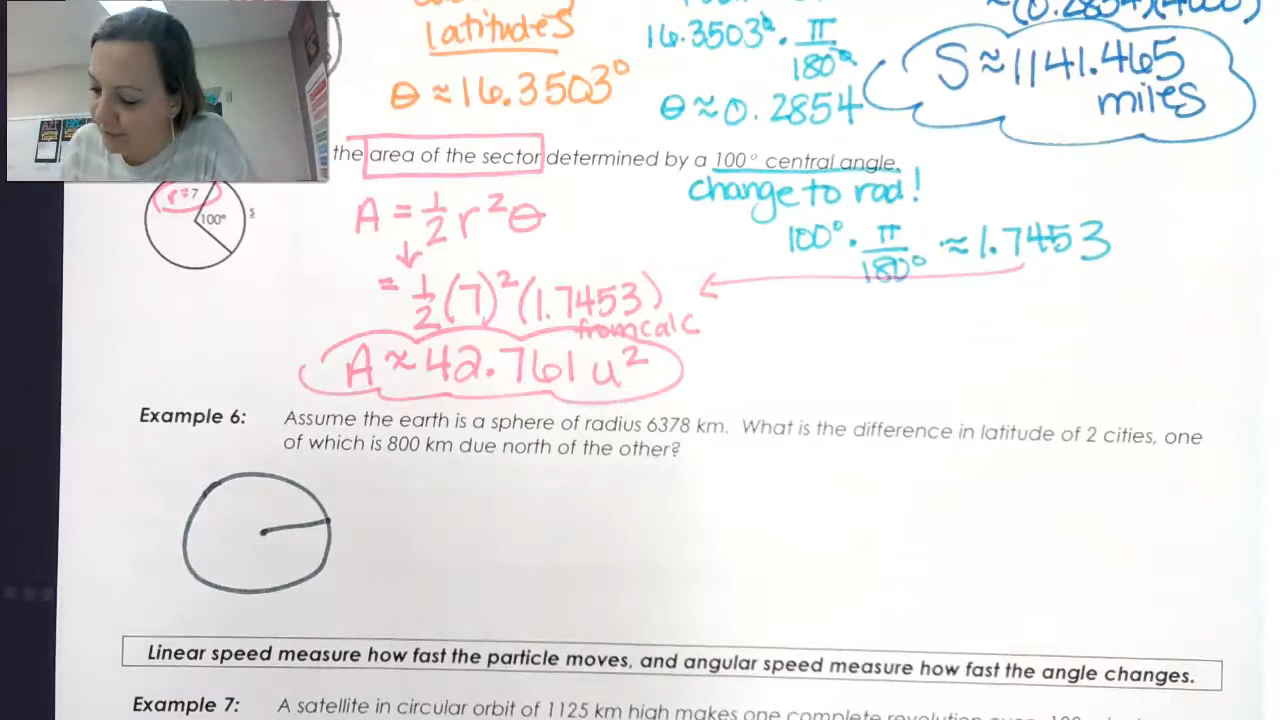 latitudes
θ ≈ 16.3503°
16.3503° · π/180°
θ ≈ 0.2854
≈(0.2854)(4000)
S ≈ 1141.465
miles
the area of the sector determined by a 100° central angle.
change to rad!
r=7
100°
s
A = 1/2 r²θ
100° · π/180° ≈ 1.7453
= 1/2 (7)² (1.7453)
from calc
A ≈ 42.761 u²
Example 6: Assume the earth is a sphere of radius 6378 km. What is the difference in latitude of 2 cities, one
of which is 800 km due north of the other?
Linear speed measure how fast the particle moves, and angular speed measure how fast the angle changes.
Example 7: A satellite in circular orbit of 1125 km high makes one complete revolution